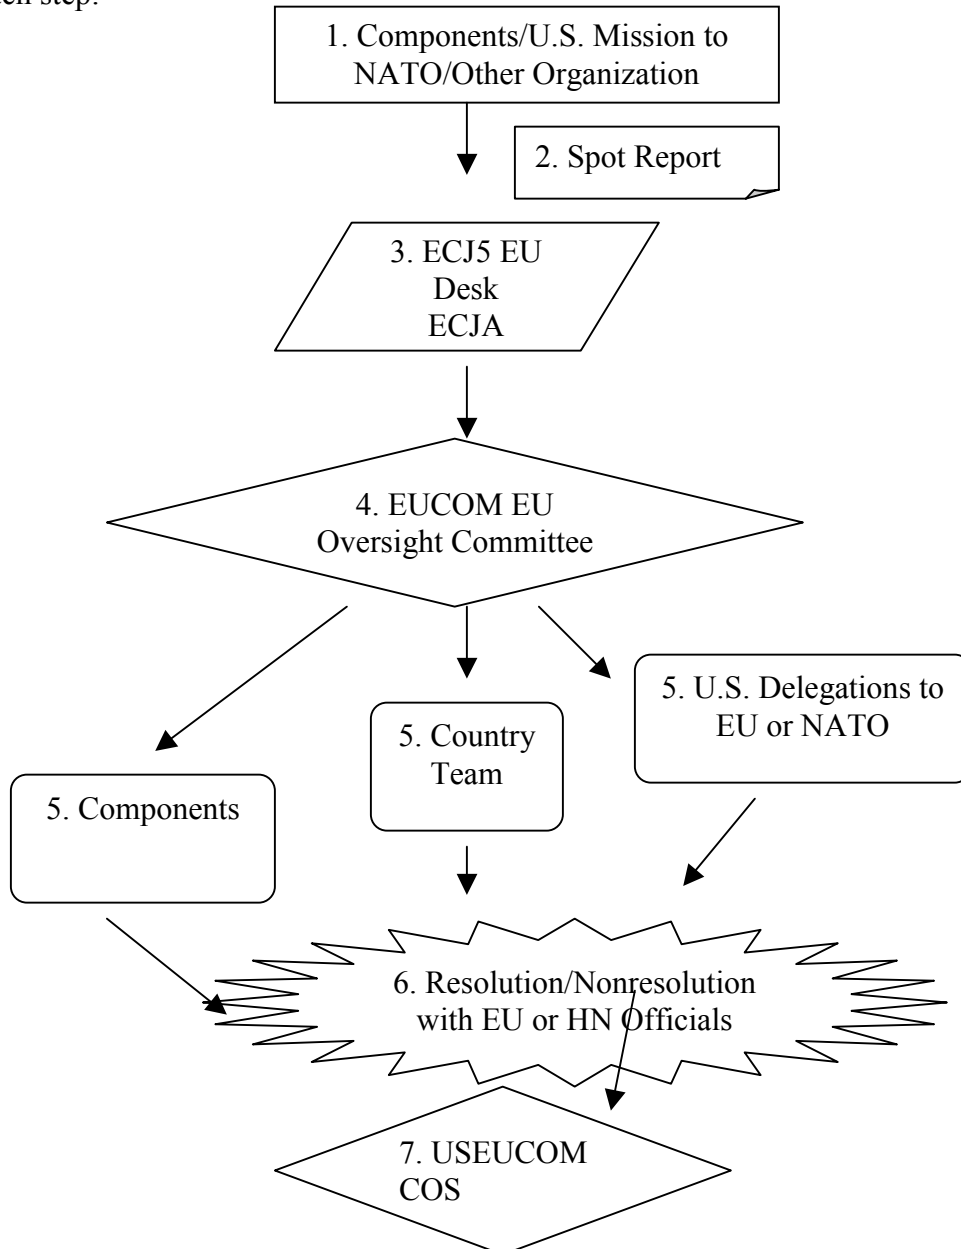 each step.
1. Components/U.S. Mission to
NATO/Other Organization
2. Spot Report
3. ECJ5 EU
Desk
ECJA
4. EUCOM EU
Oversight Committee
5. U.S. Delegations to
EU or NATO
5. Country
Team
5. Components
6. Resolution/Nonresolution
with EU or HN Officials
7. USEUCOM
COS